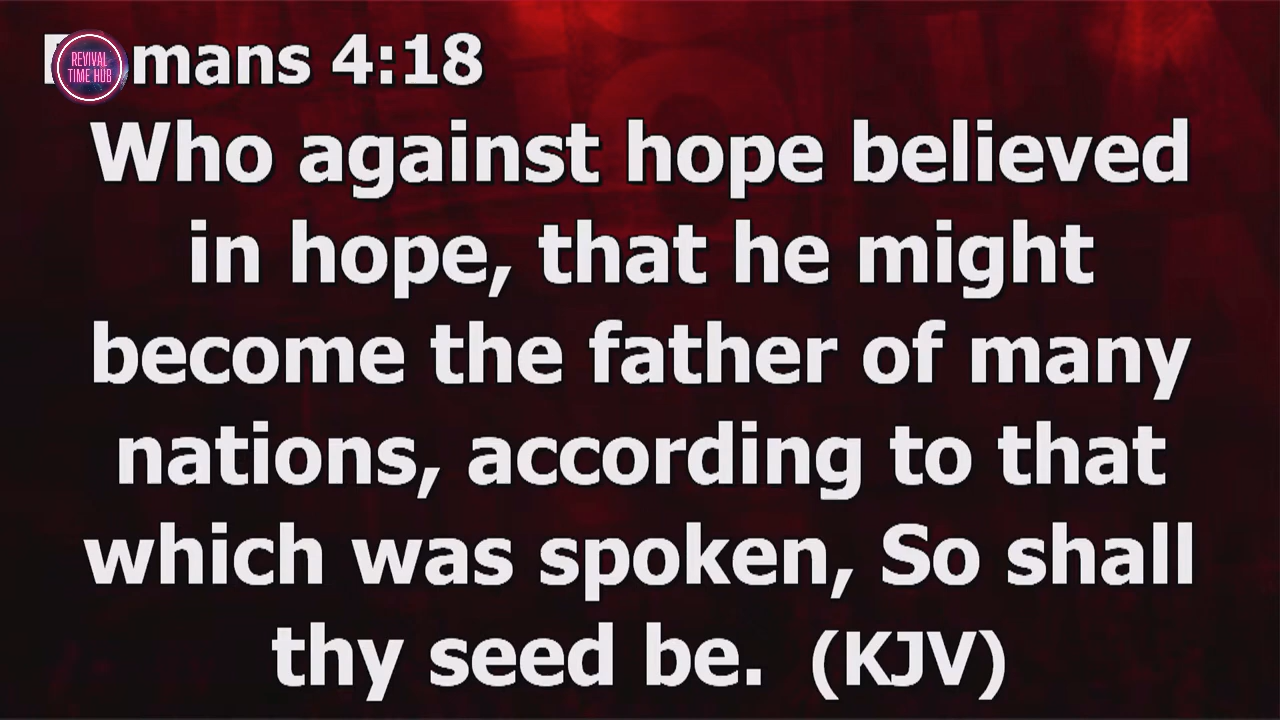 REVIVAL
TIME HUB
mans 4:18
Who against hope believed
in hope, that he might
become the father of many
nations, according to that
which was spoken, So shall
thy seed be. (KJV)